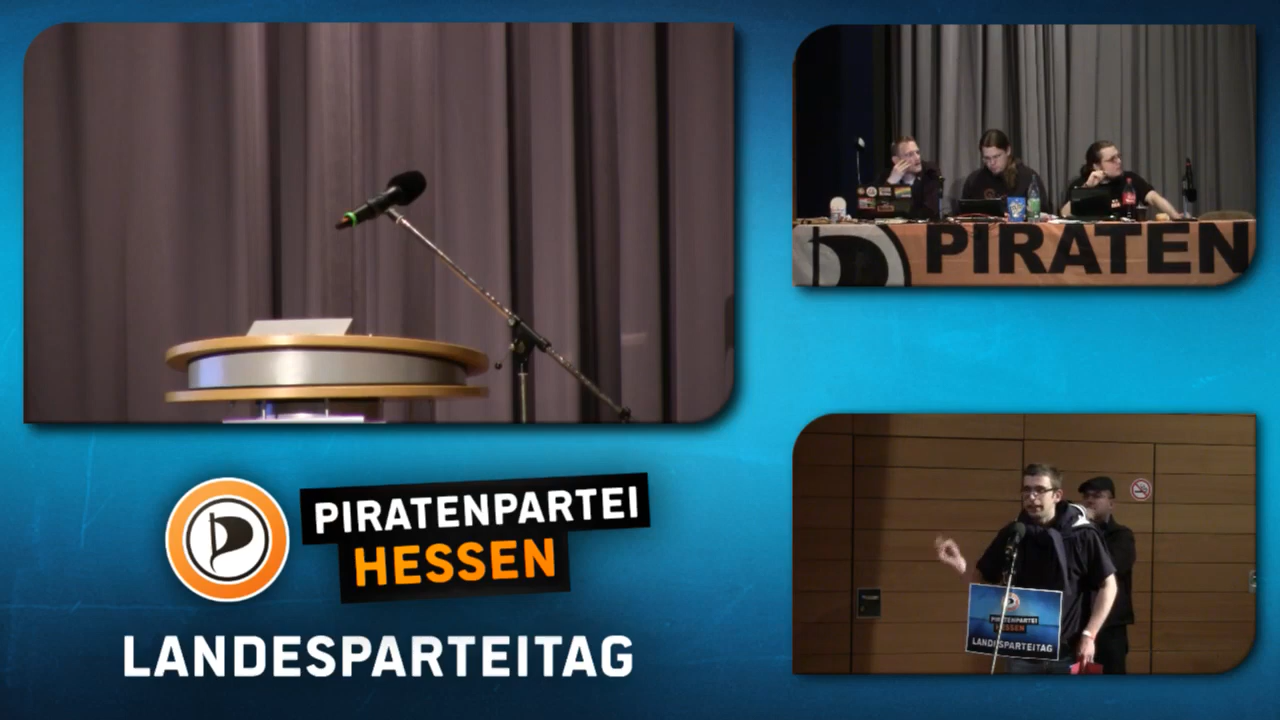 PIRATEN
PIRATENPARTEI
HESSEN
LANDESPARTEITAG
PIRATENPARTEI
HESSEN
LANDESPARTEITAG